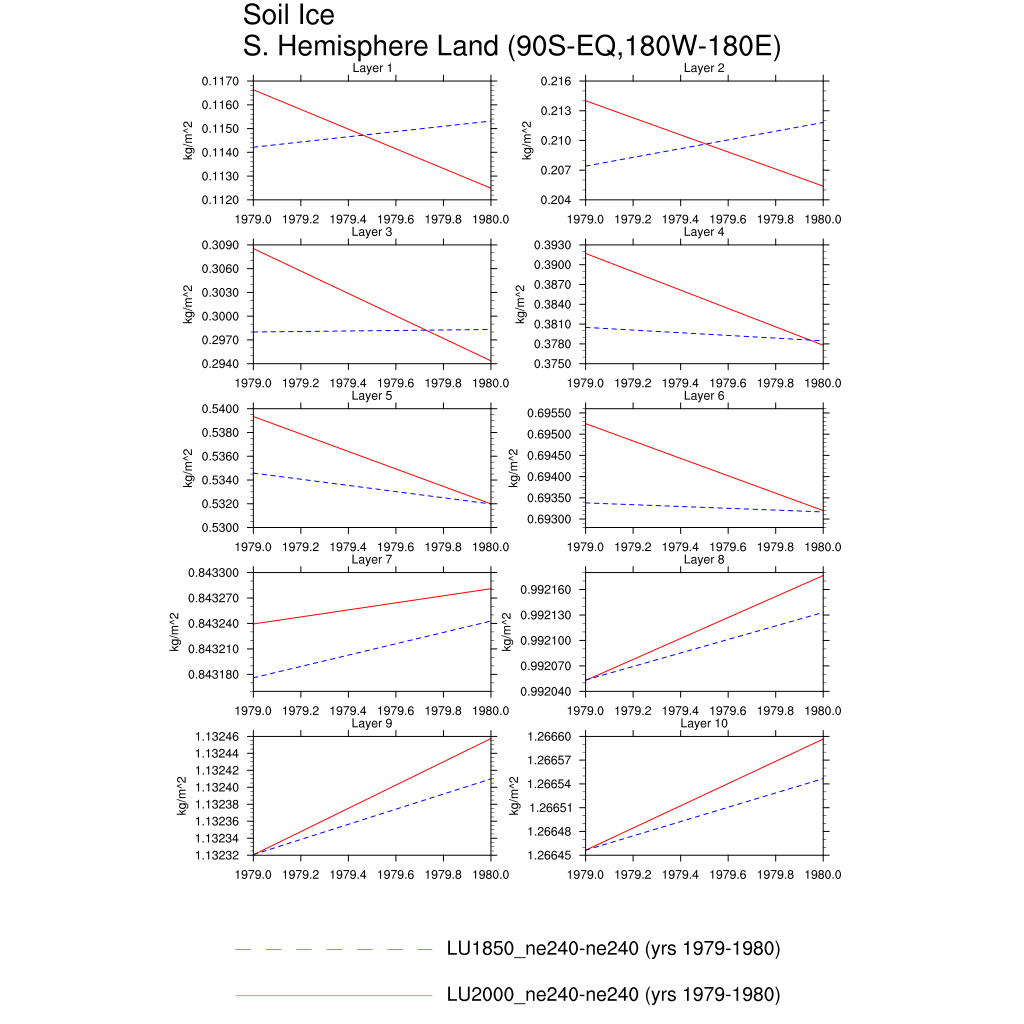 Soil Ice
S. Hemisphere Land (90S-EQ,180W-180E)
Layer 1
kg/m^2
0.1170
0.1160
0.1150
0.1140
0.1130
0.1120
1979.0 1979.2 1979.4 1979.6 1979.8 1980.0
Layer 2
kg/m^2
0.216
0.213
0.210
0.207
0.204
1979.0 1979.2 1979.4 1979.6 1979.8 1980.0
Layer 3
kg/m^2
0.3090
0.3060
0.3030
0.3000
0.2970
0.2940
1979.0 1979.2 1979.4 1979.6 1979.8 1980.0
Layer 4
kg/m^2
0.3930
0.3900
0.3870
0.3840
0.3810
0.3780
0.3750
1979.0 1979.2 1979.4 1979.6 1979.8 1980.0
Layer 5
kg/m^2
0.5400
0.5380
0.5360
0.5340
0.5320
0.5300
1979.0 1979.2 1979.4 1979.6 1979.8 1980.0
Layer 6
kg/m^2
0.69550
0.69500
0.69450
0.69400
0.69350
0.69300
1979.0 1979.2 1979.4 1979.6 1979.8 1980.0
Layer 7
kg/m^2
0.843300
0.843270
0.843240
0.843210
0.843180
1979.0 1979.2 1979.4 1979.6 1979.8 1980.0
Layer 8
kg/m^2
0.992160
0.992130
0.992100
0.992070
0.992040
1979.0 1979.2 1979.4 1979.6 1979.8 1980.0
Layer 9
kg/m^2
1.13246
1.13244
1.13242
1.13240
1.13238
1.13236
1.13234
1.13232
1979.0 1979.2 1979.4 1979.6 1979.8 1980.0
Layer 10
kg/m^2
1.26660
1.26657
1.26654
1.26651
1.26648
1.26645
1979.0 1979.2 1979.4 1979.6 1979.8 1980.0
LU1850_ne240-ne240 (yrs 1979-1980)
LU2000_ne240-ne240 (yrs 1979-1980)